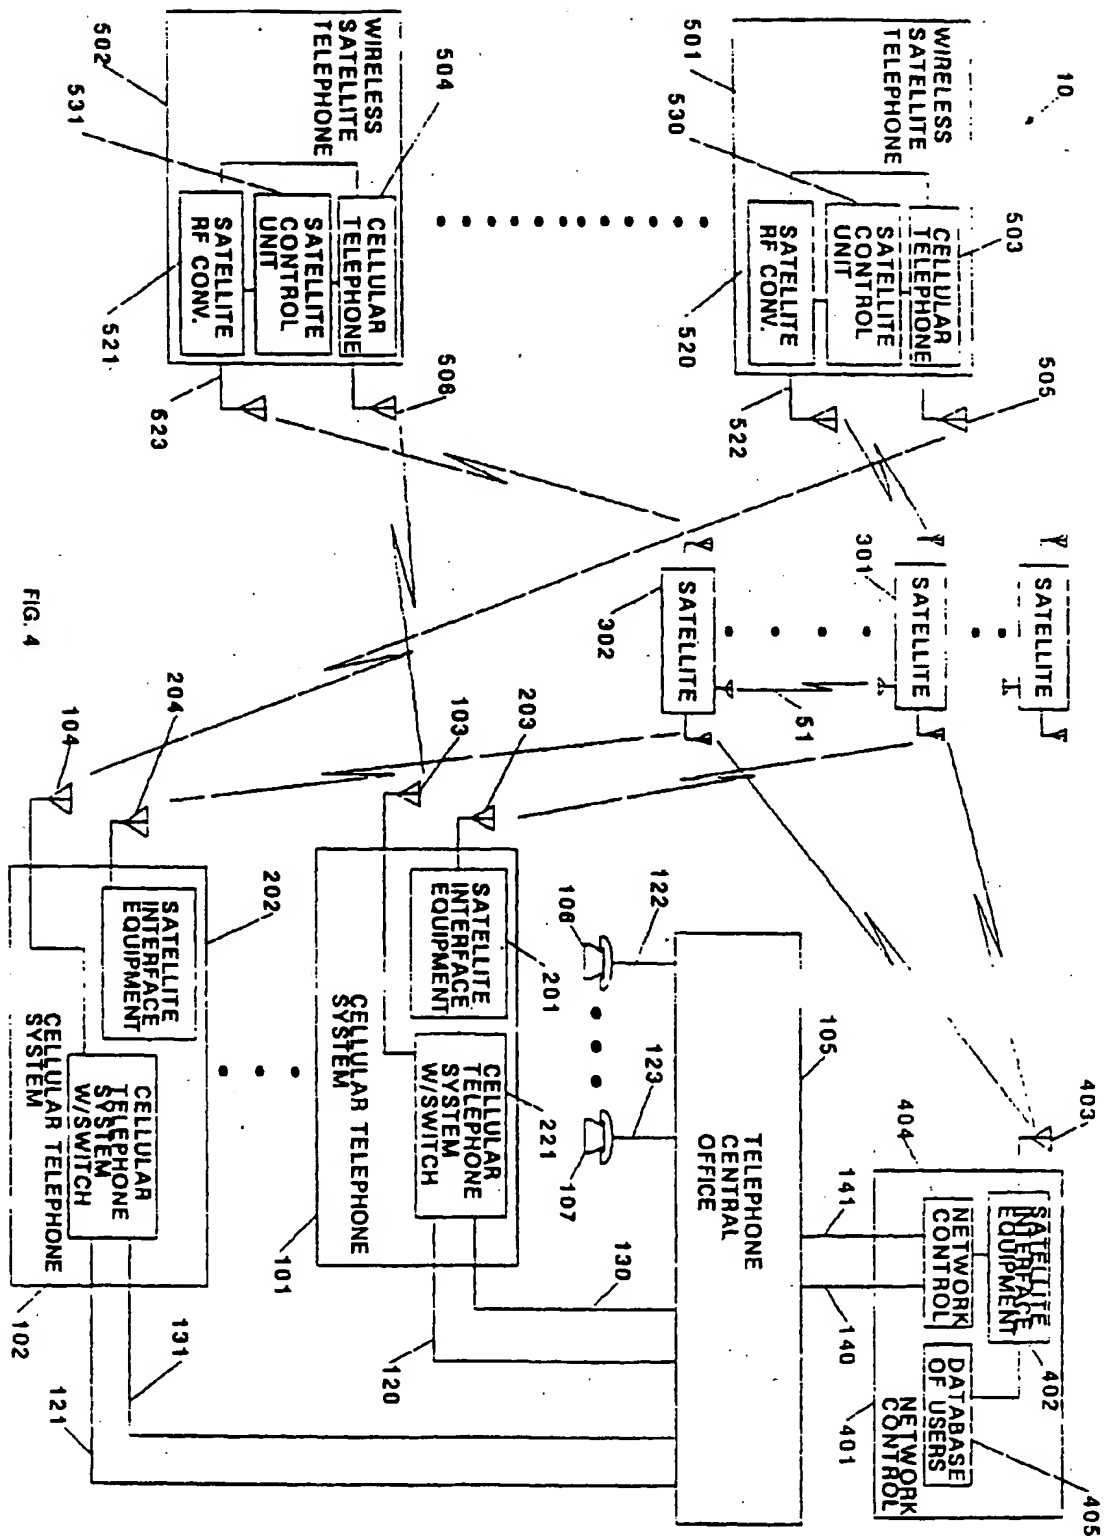 10
WIRELESS
SATELLITE
TELEPHONE
501
530
503
CELLULAR
TELEPHONE
SATELLITE
CONTROL
UNIT
SATELLITE
RF CONV.
520
505
522
WIRELESS
SATELLITE
TELEPHONE
502
531
504
CELLULAR
TELEPHONE
SATELLITE
CONTROL
UNIT
SATELLITE
RF CONV.
521
506
523
SATELLITE
301
SATELLITE
51
302
SATELLITE
403
404
SATELLITE
INTERFACE
EQUIPMENT
402
NETWORK
CONTROL
DATABASE
OF USERS
405
NETWORK
CONTROL
401
141
140
105
TELEPHONE
CENTRAL
OFFICE
122
106
123
107
130
120
131
121
203
103
SATELLITE
INTERFACE
EQUIPMENT
201
CELLULAR
TELEPHONE
SYSTEM
W/SWITCH
221
CELLULAR TELEPHONE
SYSTEM
101
204
104
202
SATELLITE
INTERFACE
EQUIPMENT
CELLULAR
TELEPHONE
SYSTEM
W/SWITCH
CELLULAR TELEPHONE
SYSTEM
102
FIG. 4